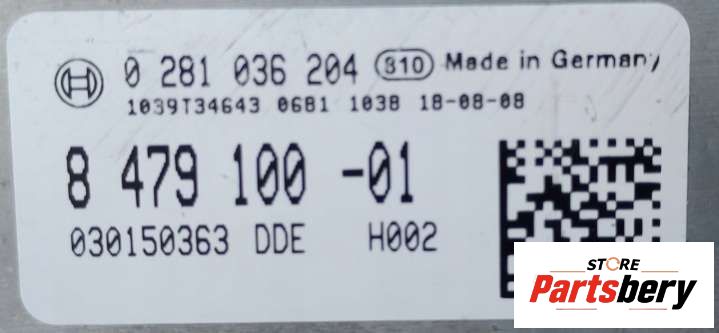 0 281 036 204 S10 Made in Germany
1039T34643 0681 1038 18-08-08
8 479 100 -01
030150363 DDE H002
STORE
Partsbery